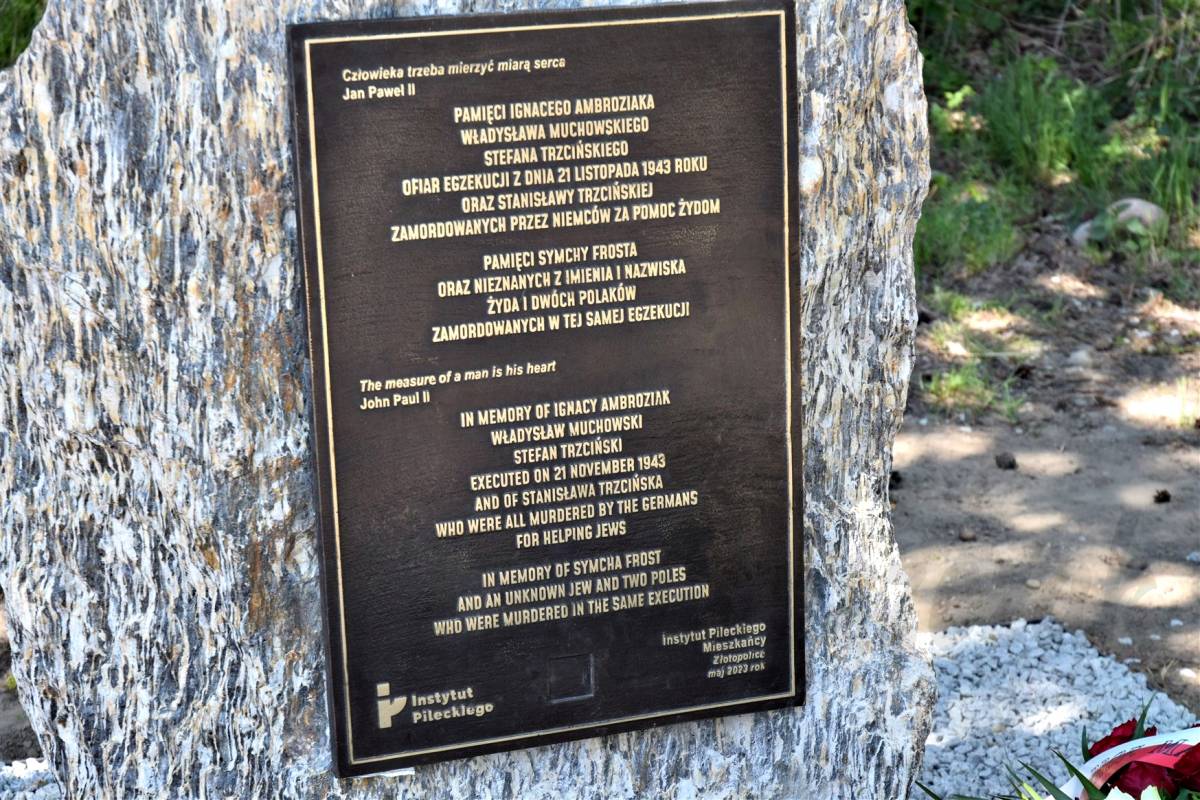 Człowieka trzeba mierzyć miarą serca
Jan Paweł II
PAMIĘCI IGNACEGO AMBROZIAKA
WŁADYSŁAWA MUCHOWSKIEGO
STEFANA TRZCIŃSKIEGO
OFIAR EGZEKUCJI Z DNIA 21 LISTOPADA 1943 ROKU
ORAZ STANISŁAWY TRZCIŃSKIEJ
ZAMORDOWANYCH PRZEZ NIEMCÓW ZA POMOC ŻYDOM
PAMIĘCI SYMCHY FROSTA
ORAZ NIEZNANYCH Z IMIENIA I NAZWISKA
ŻYDA I DWÓCH POLAKÓW
ZAMORDOWANYCH W TEJ SAMEJ EGZEKUCJI
The measure of a man is his heart
John Paul II
IN MEMORY OF IGNACY AMBROZIAK
WŁADYSŁAW MUCHOWSKI
STEFAN TRZCIŃSKI
EXECUTED ON 21 NOVEMBER 1943
AND OF STANISŁAWA TRZCIŃSKA
WHO WERE ALL MURDERED BY THE GERMANS
FOR HELPING JEWS
IN MEMORY OF SYMCHA FROST
AND AN UNKNOWN JEW AND TWO POLES
WHO WERE MURDERED IN THE SAME EXECUTION
Instytut Pileckiego
Mieszkańcy
Złotopolice
maj 2023 rok
Instytut
Pileckiego